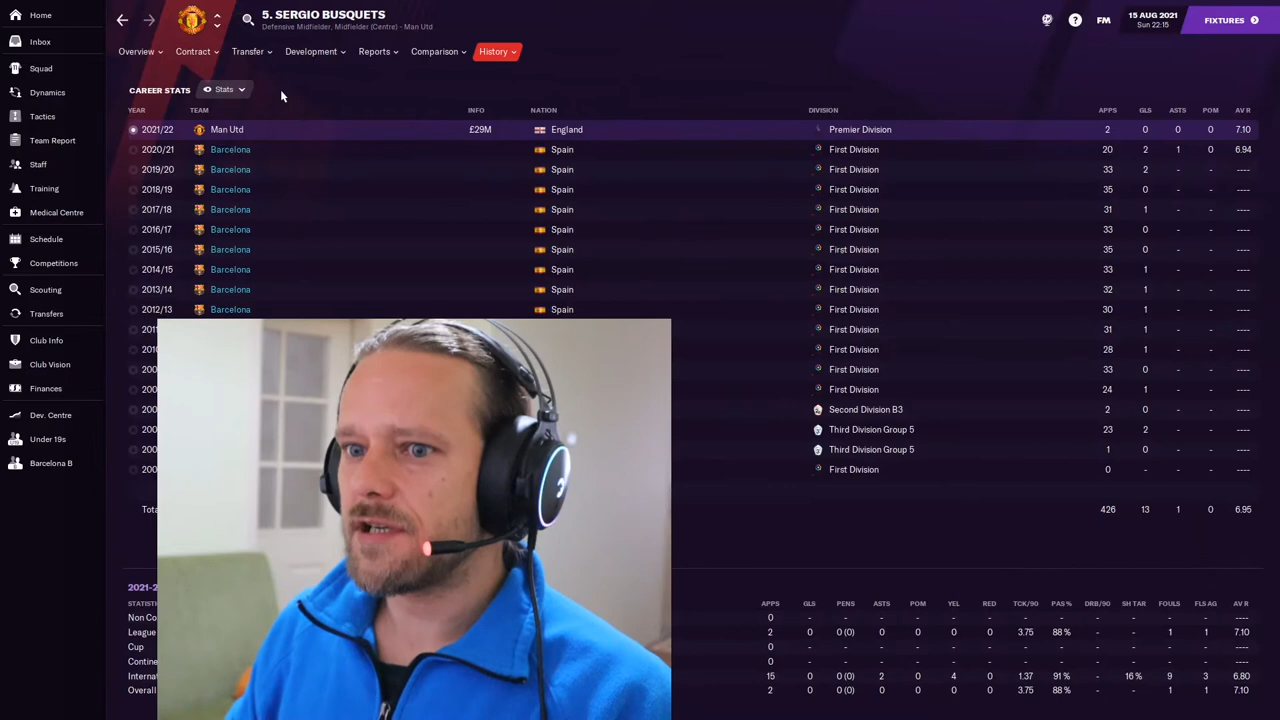 Home
5. SERGIO BUSQUETS
Defensive Midfielder, Midfielder (Centre) - Man Utd
FM
15 AUG 2021
Sun 22:15
FIXTURES
Inbox
Overview Contract Transfer Development Reports Comparison History
Squad
Dynamics
Tactics
Team Report
Staff
Training
Medical Centre
Schedule
Competitions
Scouting
Transfers
Club Info
Club Vision
Finances
Dev. Centre
Under 19s
Barcelona B
CAREER STATS Stats
YEAR TEAM INFO NATION DIVISION APPS GLS ASTS POM AV R
2021/22 Man Utd £29M England Premier Division 2 0 0 0 7.10
2020/21 Barcelona Spain First Division 20 2 1 0 6.94
2019/20 Barcelona Spain First Division 33 2 - - ----
2018/19 Barcelona Spain First Division 35 0 - - ----
2017/18 Barcelona Spain First Division 31 1 - - ----
2016/17 Barcelona Spain First Division 33 0 - - ----
2015/16 Barcelona Spain First Division 35 0 - - ----
2014/15 Barcelona Spain First Division 33 1 - - ----
2013/14 Barcelona Spain First Division 32 1 - - ----
2012/13 Barcelona Spain First Division 30 1 - - ----
First Division 31 1 - - ----
First Division 28 1 - - ----
First Division 33 0 - - ----
First Division 24 1 - - ----
Second Division B3 2 0 - - ----
Third Division Group 5 23 2 - - ----
Third Division Group 5 1 0 - - ----
First Division 0 - - - ----
426 13 1 0 6.95
APPS GLS PENS ASTS POM YEL RED TCK/90 PAS % DRB/90 SH TAR FOULS FLS AG AV R
0 - - - - - - - - - - - - ----
League 2 0 0 (0) 0 0 0 0 3.75 88 % - - 1 1 7.10
Cup 0 - - - - - - - - - - - - ----
0 - - - - - - - - - - - - ----
15 0 0 (0) 2 0 4 0 1.37 91 % - 16 % 9 3 6.80
Overall 2 0 0 (0) 0 0 0 0 3.75 88 % - - 1 1 7.10